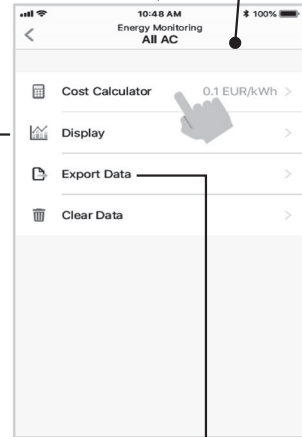 10:48 AM
100%
Energy Monitoring
All AC
Cost Calculator 0.1 EUR/kWh
Display
Export Data
Clear Data